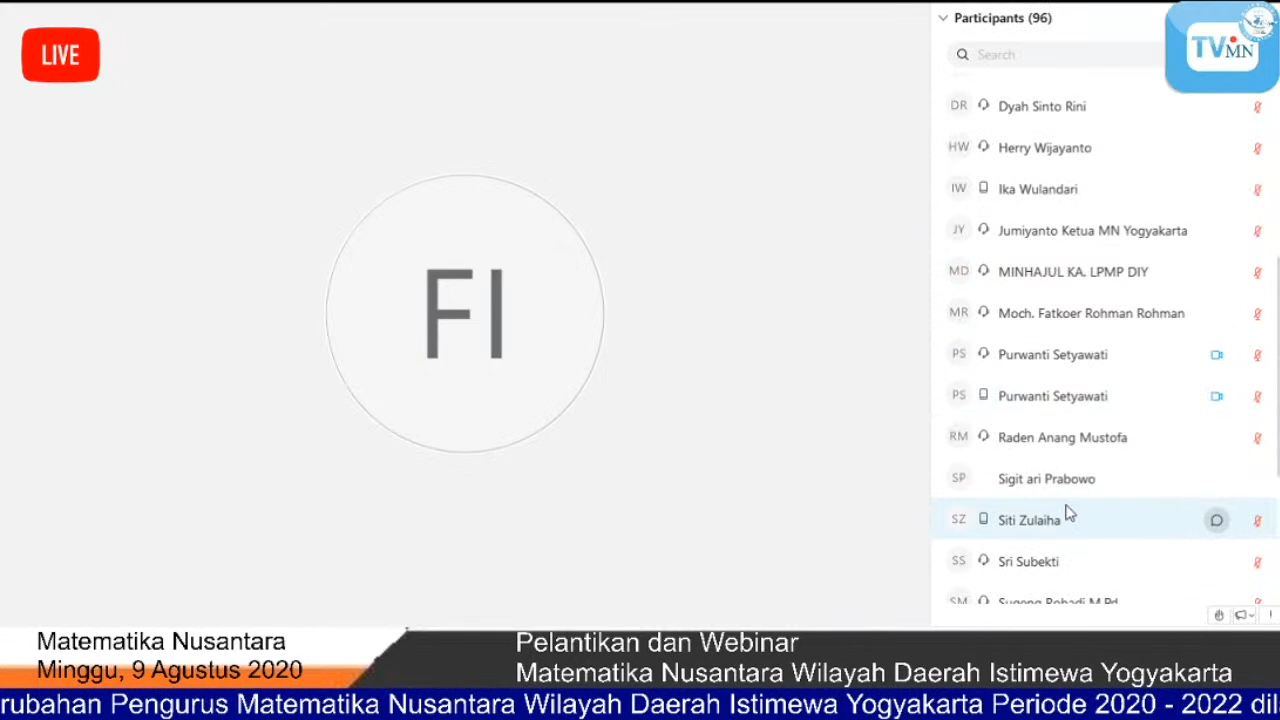 LIVE
Participants (96)
Search
TVMN
DR Dyah Sinto Rini
HW Herry Wijayanto
IW Ika Wulandari
JY Jumiyanto Ketua MN Yogyakarta
MD MINHAJUL KA. LPMP DIY
MR Moch. Fatkoer Rohman Rohman
PS Purwanti Setyawati
PS Purwanti Setyawati
RM Raden Anang Mustofa
SP Sigit ari Prabowo
SZ Siti Zulaiha
SS Sri Subekti
SM Sugeng Rohadi M.Pd
FI
Matematika Nusantara
Minggu, 9 Agustus 2020
Pelantikan dan Webinar
Matematika Nusantara Wilayah Daerah Istimewa Yogyakarta
rubahan Pengurus Matematika Nusantara Wilayah Daerah Istimewa Yogyakarta Periode 2020 - 2022 dil